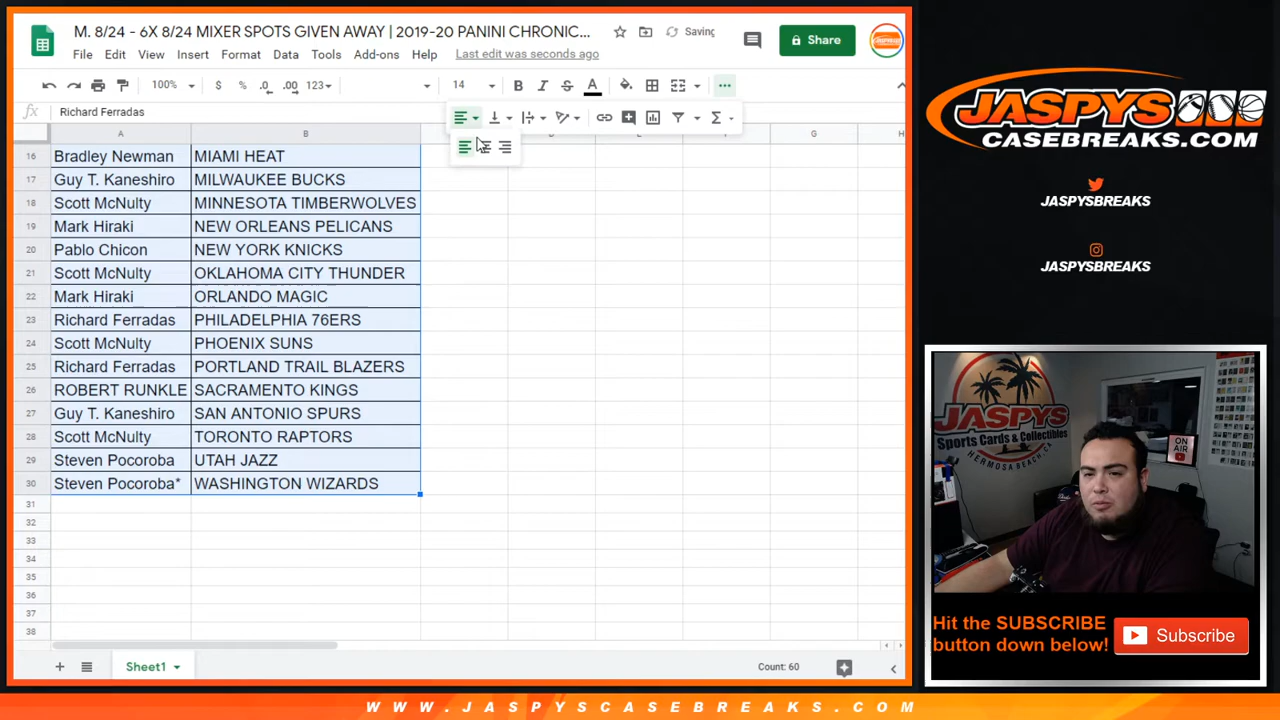 M. 8/24 - 6X 8/24 MIXER SPOTS GIVEN AWAY | 2019-20 PANINI CHRONIC... Saving
File Edit View Insert Format Data Tools Add-ons Help Last edit was seconds ago
Share
100% $ % .0 .00 123 14 B I S A
fx Richard Ferradas
A B G H
16 Bradley Newman MIAMI HEAT
17 Guy T. Kaneshiro MILWAUKEE BUCKS
18 Scott McNulty MINNESOTA TIMBERWOLVES
19 Mark Hiraki NEW ORLEANS PELICANS
20 Pablo Chicon NEW YORK KNICKS
21 Scott McNulty OKLAHOMA CITY THUNDER
22 Mark Hiraki ORLANDO MAGIC
23 Richard Ferradas PHILADELPHIA 76ERS
24 Scott McNulty PHOENIX SUNS
25 Richard Ferradas PORTLAND TRAIL BLAZERS
26 ROBERT RUNKLE SACRAMENTO KINGS
27 Guy T. Kaneshiro SAN ANTONIO SPURS
28 Scott McNulty TORONTO RAPTORS
29 Steven Pocoroba UTAH JAZZ
30 Steven Pocoroba* WASHINGTON WIZARDS
31
32
33
34
35
36
37
38
Sheet1 Count: 60
JASPYS
CASEBREAKS.COM
JASPYSBREAKS
JASPYSBREAKS
JASPYS
Sports Cards & Collectibles
HERMOSA BEACH, CA
ON AIR
Hit the SUBSCRIBE
button down below!
Subscribe
WWW.JASPYSCASEBREAKS.COM